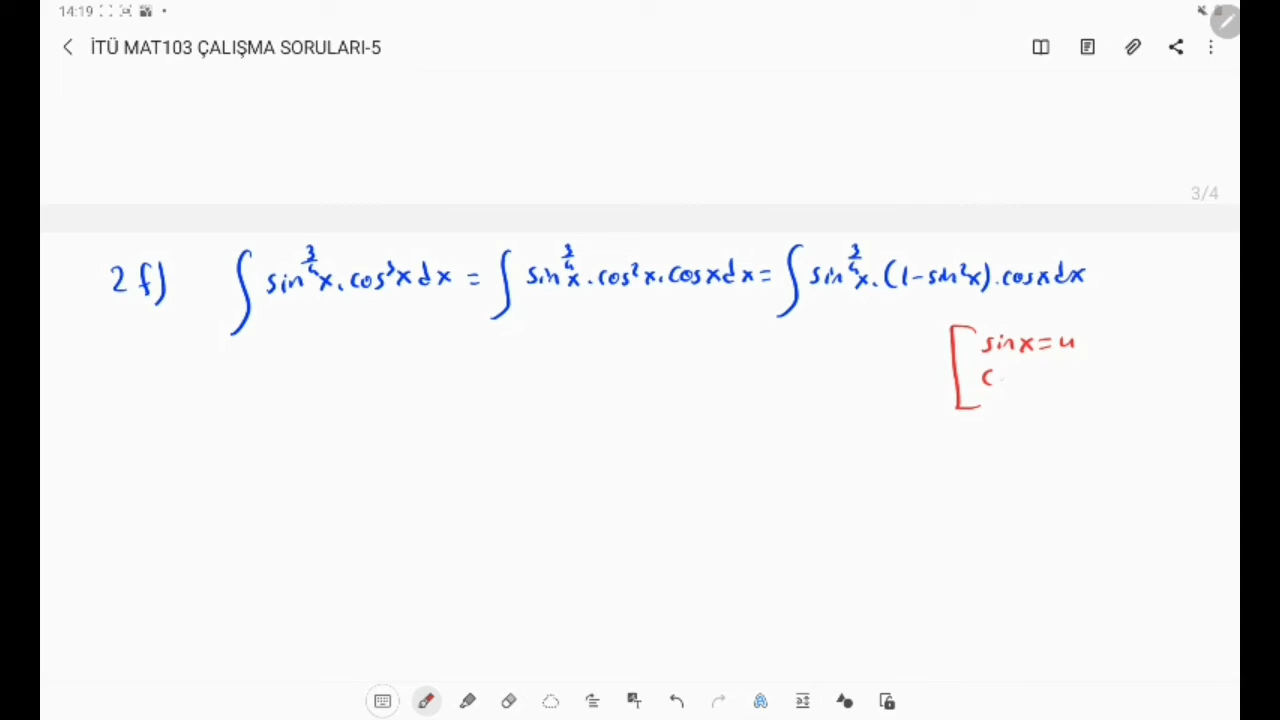 14:19
İTÜ MAT103 ÇALIŞMA SORULARI-5
3/4
2 f) ∫ sin^(3/4) x . cos³x dx = ∫ sin^(3/4) x . cos²x . cosx dx = ∫ sin^(3/4) x . (1-sin²x) . cosx dx
[ sinx = u
(